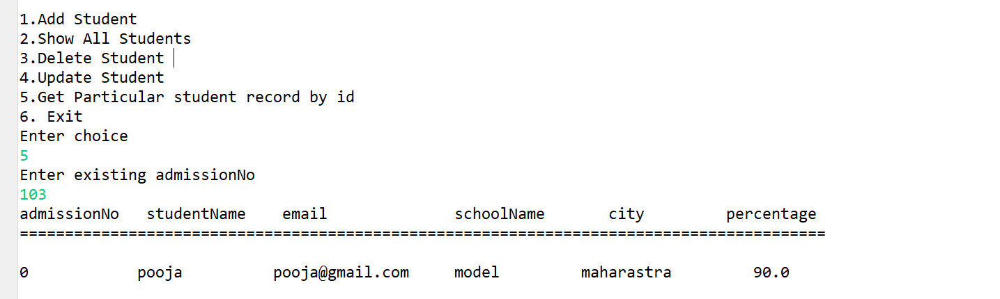 1.Add Student
2.Show All Students
3.Delete Student
4.Update Student
5.Get Particular student record by id
6. Exit
Enter choice
5
Enter existing admissionNo
103
admissionNo   studentName    email              schoolName       city         percentage
=========================================================================================
0            pooja          pooja@gmail.com     model         maharastra         90.0